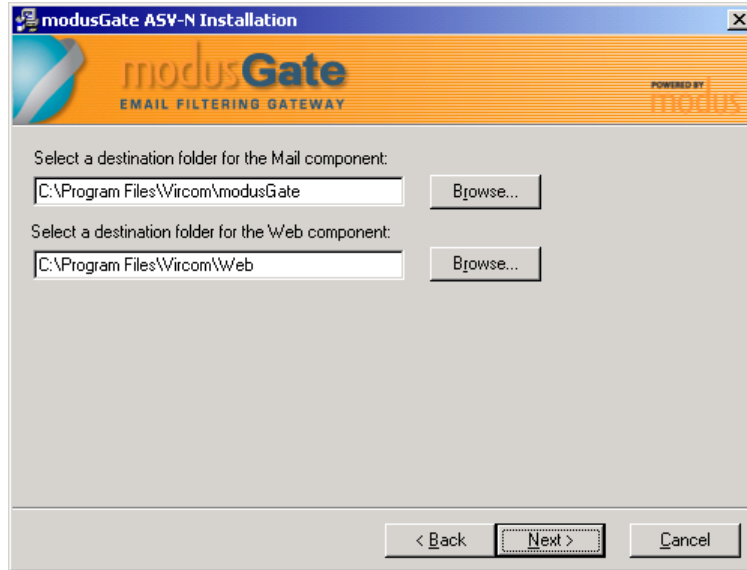 modusGate ASV-N Installation
modusGate
EMAIL FILTERING GATEWAY
POWERED BY
modus
Select a destination folder for the Mail component:
C:\Program Files\Vircom\modusGate
Browse...
Select a destination folder for the Web component:
C:\Program Files\Vircom\Web
Browse...
< Back
Next >
Cancel